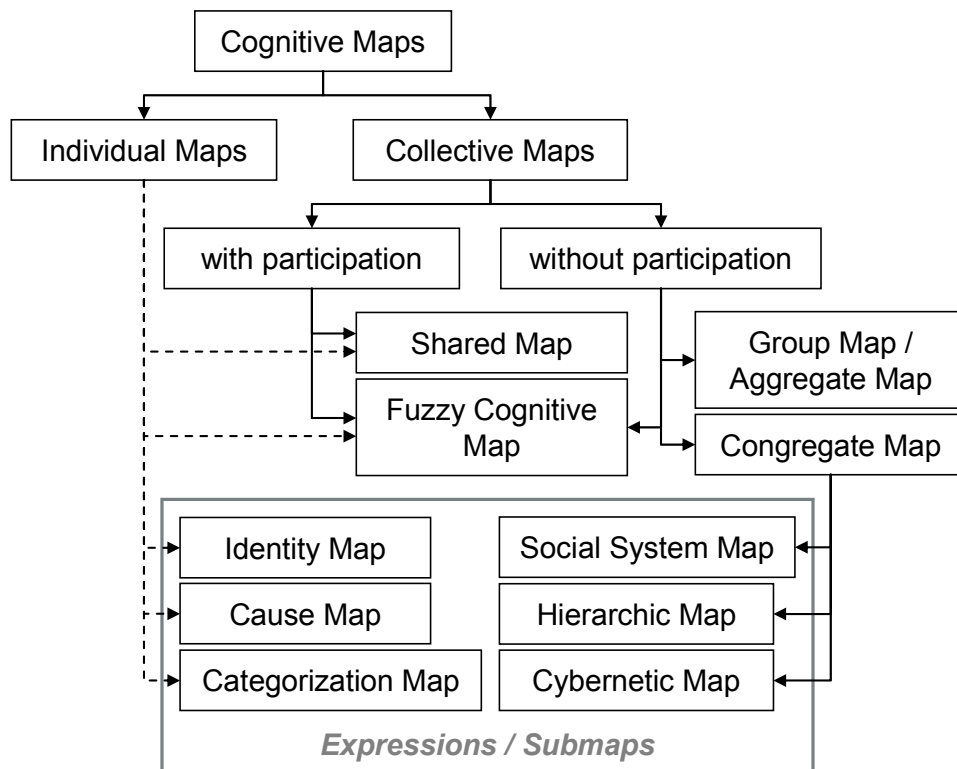 Cognitive Maps
Individual Maps
Collective Maps
with participation
without participation
Shared Map
Group Map /
Aggregate Map
Fuzzy Cognitive
Map
Congregate Map
Identity Map
Social System Map
Cause Map
Hierarchic Map
Categorization Map
Cybernetic Map
Expressions / Submaps